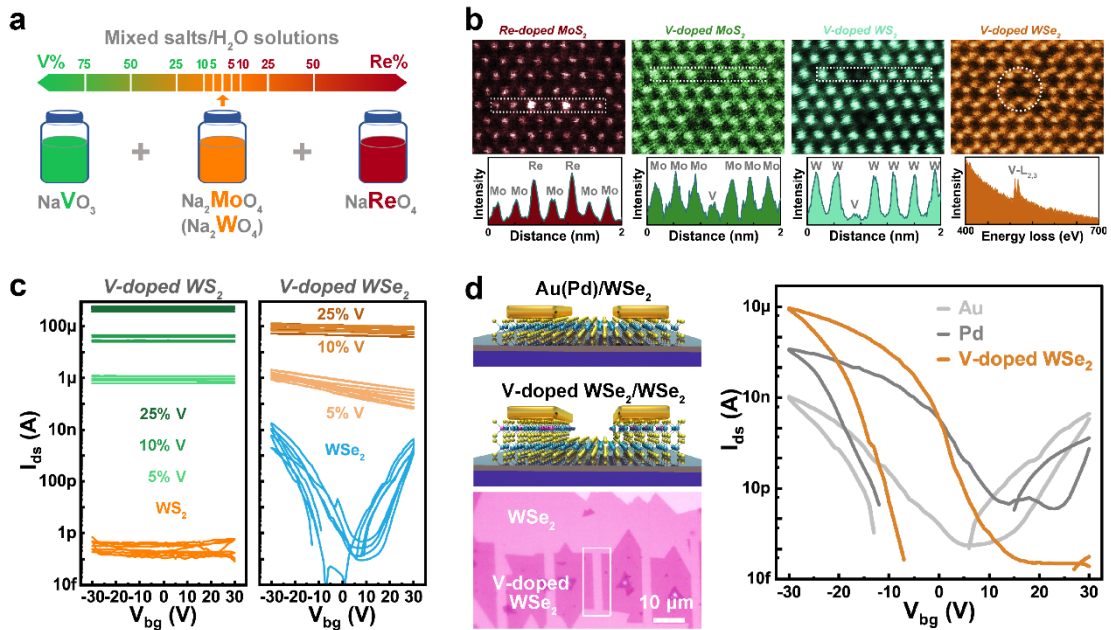 a
Mixed salts/H₂O solutions
V% 75 50 25 10 5 5 10 25 50 Re%
NaVO₃ + Na₂MoO₄ + NaReO₄
(Na₂WO₄)
b
Re-doped MoS₂ V-doped MoS₂ V-doped WS₂ V-doped WSe₂
Intensity
Mo Mo Re Mo Re Mo
0 Distance (nm) 2
Intensity
Mo Mo Mo V Mo Mo Mo
0 Distance (nm) 2
Intensity
W W V W W W W
0 Distance (nm) 2
Intensity
V-L₂,₃
400 Energy loss (eV) 700
c
V-doped WS₂ V-doped WSe₂
I_ds (A)
100µ
1µ
10n
100p
1p
10f
25% V
10% V
5% V
WS₂
-30 -20 -10 0 10 20 30
V_bg (V)
25% V
10% V
5% V
WSe₂
-30 -20 -10 0 10 20 30
V_bg (V)
d
Au(Pd)/WSe₂
V-doped WSe₂/WSe₂
WSe₂
V-doped
WSe₂
10 µm
I_ds (A)
10µ
10n
10p
10f
Au
Pd
V-doped WSe₂
-30 -20 -10 0 10 20 30
V_bg (V)